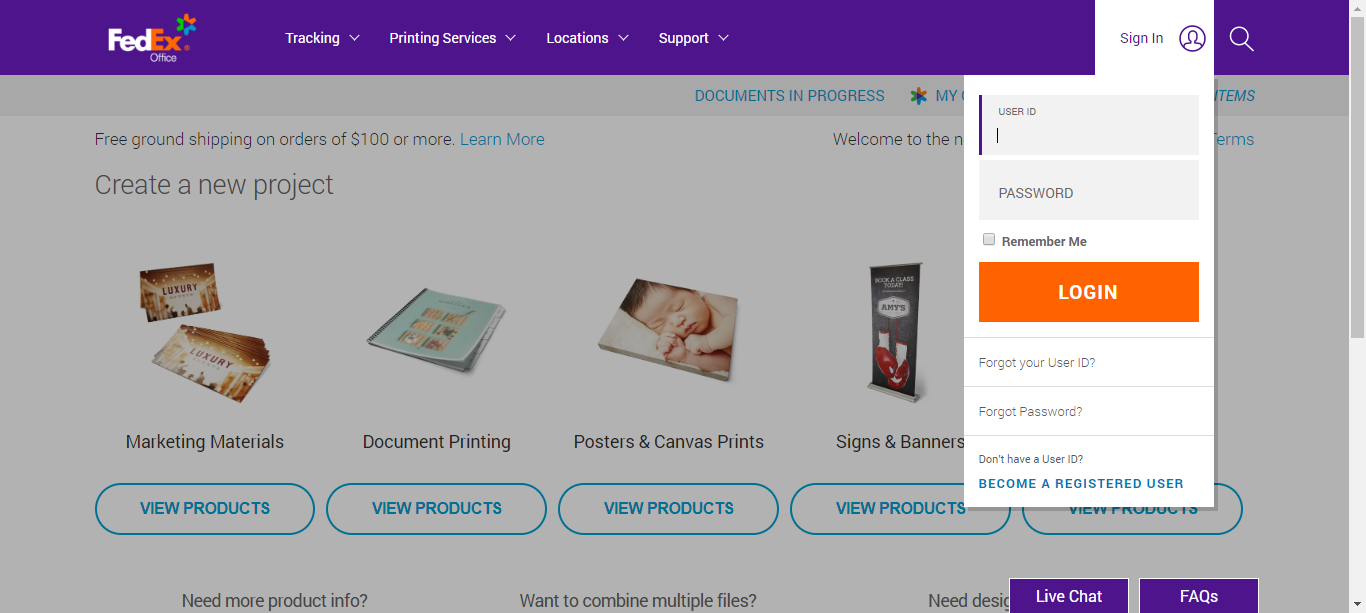 FedEx Office
Tracking
Printing Services
Locations
Support
Sign In
DOCUMENTS IN PROGRESS
MY
ITEMS
Free ground shipping on orders of $100 or more. Learn More
Welcome to the
Terms
Create a new project
USER ID
PASSWORD
Remember Me
LOGIN
Forgot your User ID?
Forgot Password?
Don't have a User ID?
BECOME A REGISTERED USER
LUXURY
LUXURY
BOOK A CLASS
TODAY!
AMY'S
Marketing Materials
Document Printing
Posters & Canvas Prints
Signs & Banners
VIEW PRODUCTS
VIEW PRODUCTS
VIEW PRODUCTS
VIEW PRODUCTS
VIEW PRODUCTS
Need more product info?
Want to combine multiple files?
Need
Live Chat
FAQs